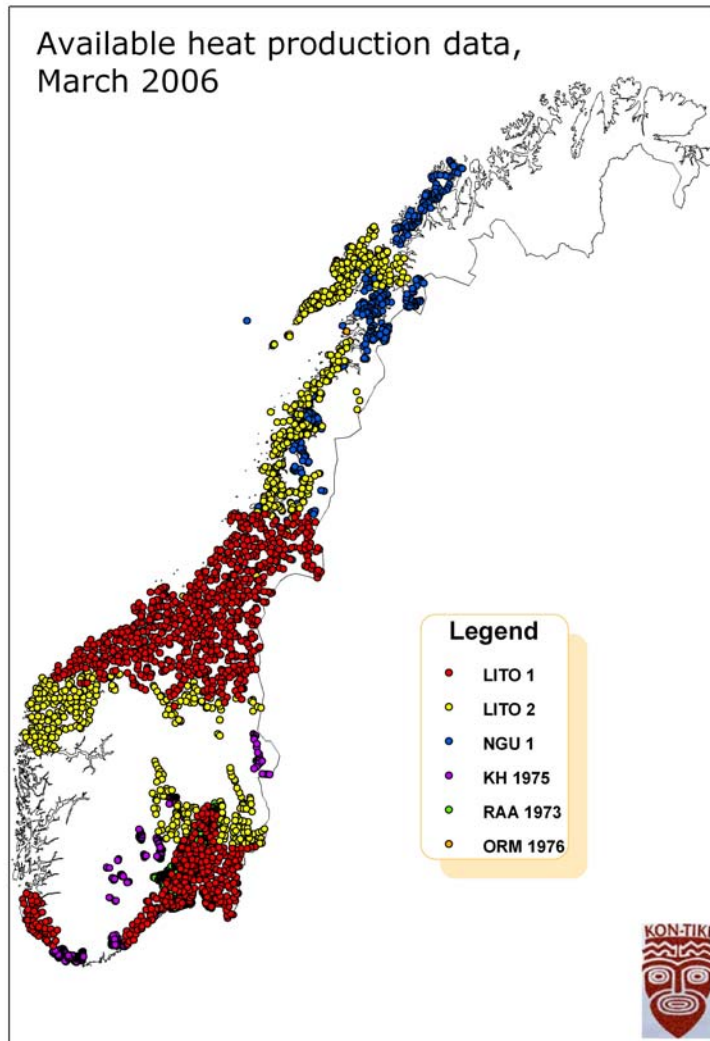 Available heat production data,
March 2006
Legend
LITO 1
LITO 2
NGU 1
KH 1975
RAA 1973
ORM 1976
KON-TIKI